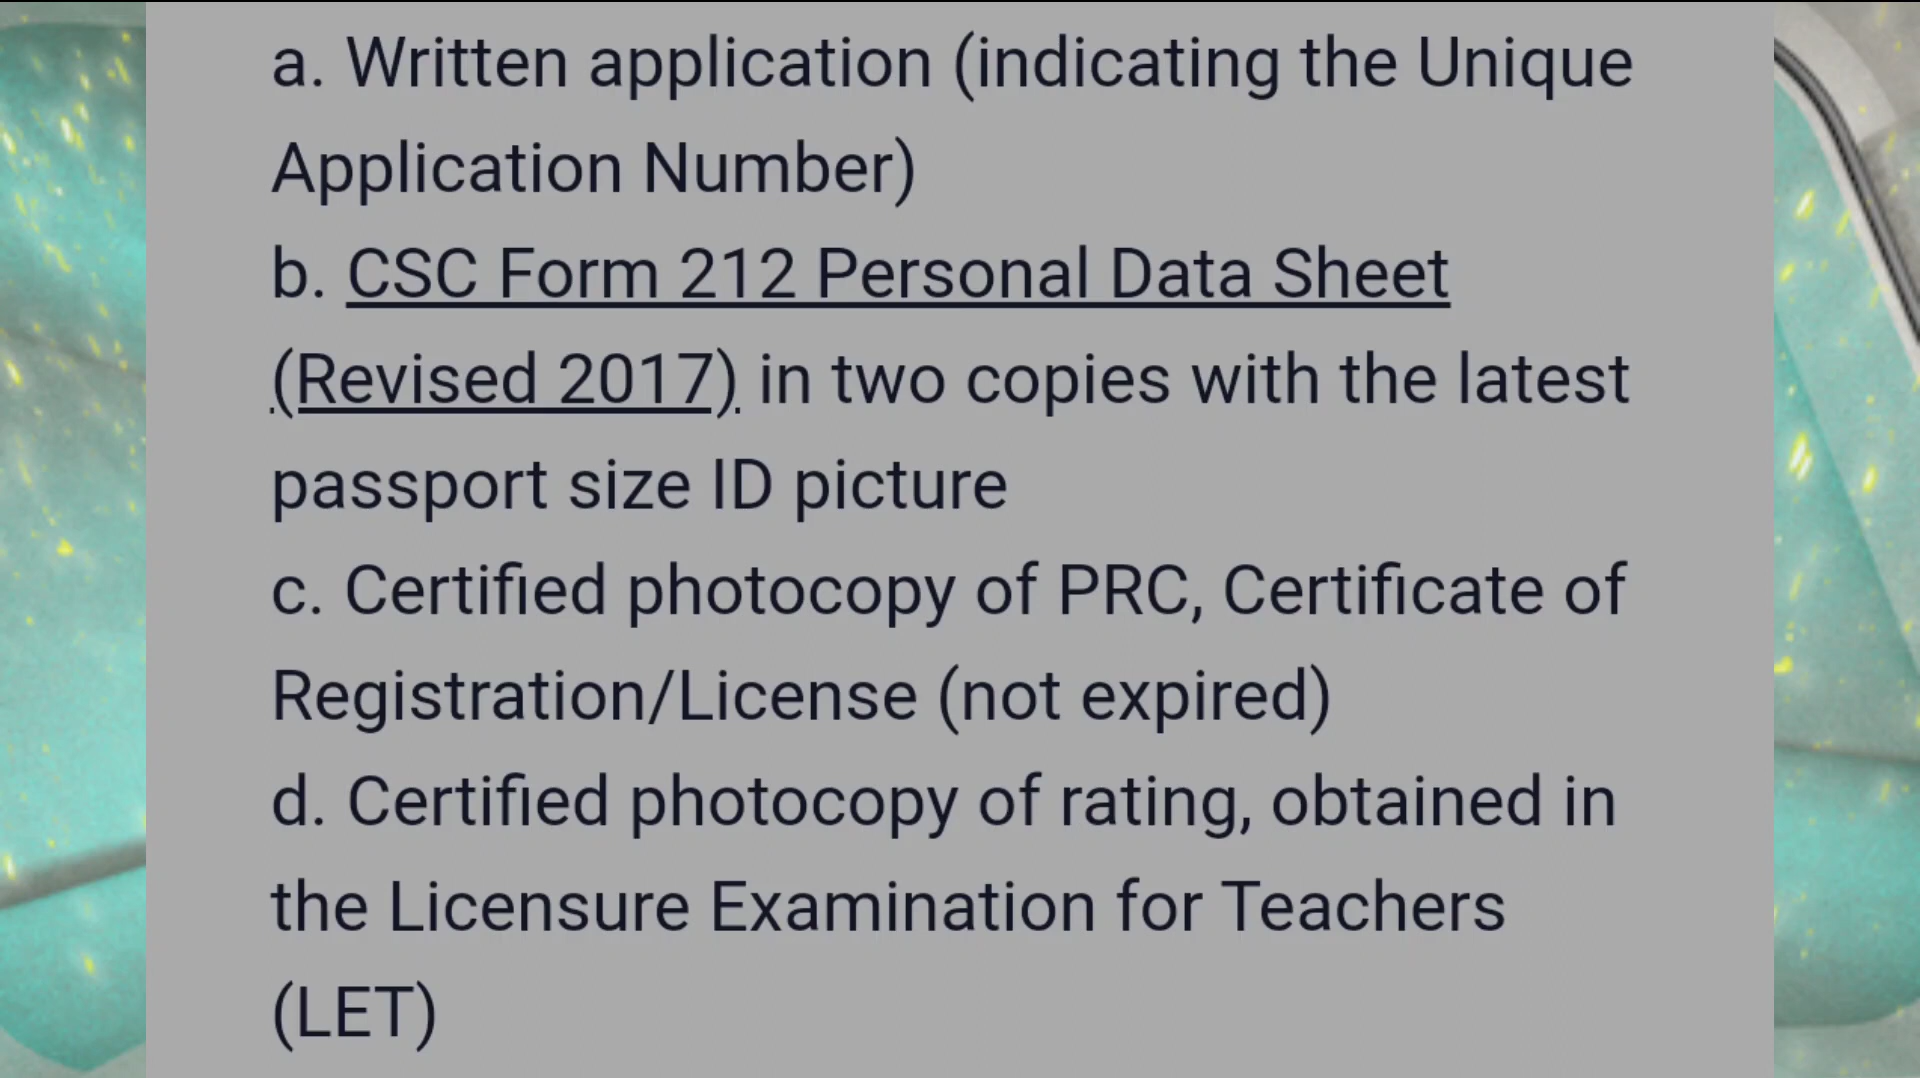 a. Written application (indicating the Unique
Application Number)
b. CSC Form 212 Personal Data Sheet
(Revised 2017) in two copies with the latest
passport size ID picture
c. Certified photocopy of PRC, Certificate of
Registration/License (not expired)
d. Certified photocopy of rating, obtained in
the Licensure Examination for Teachers
(LET)